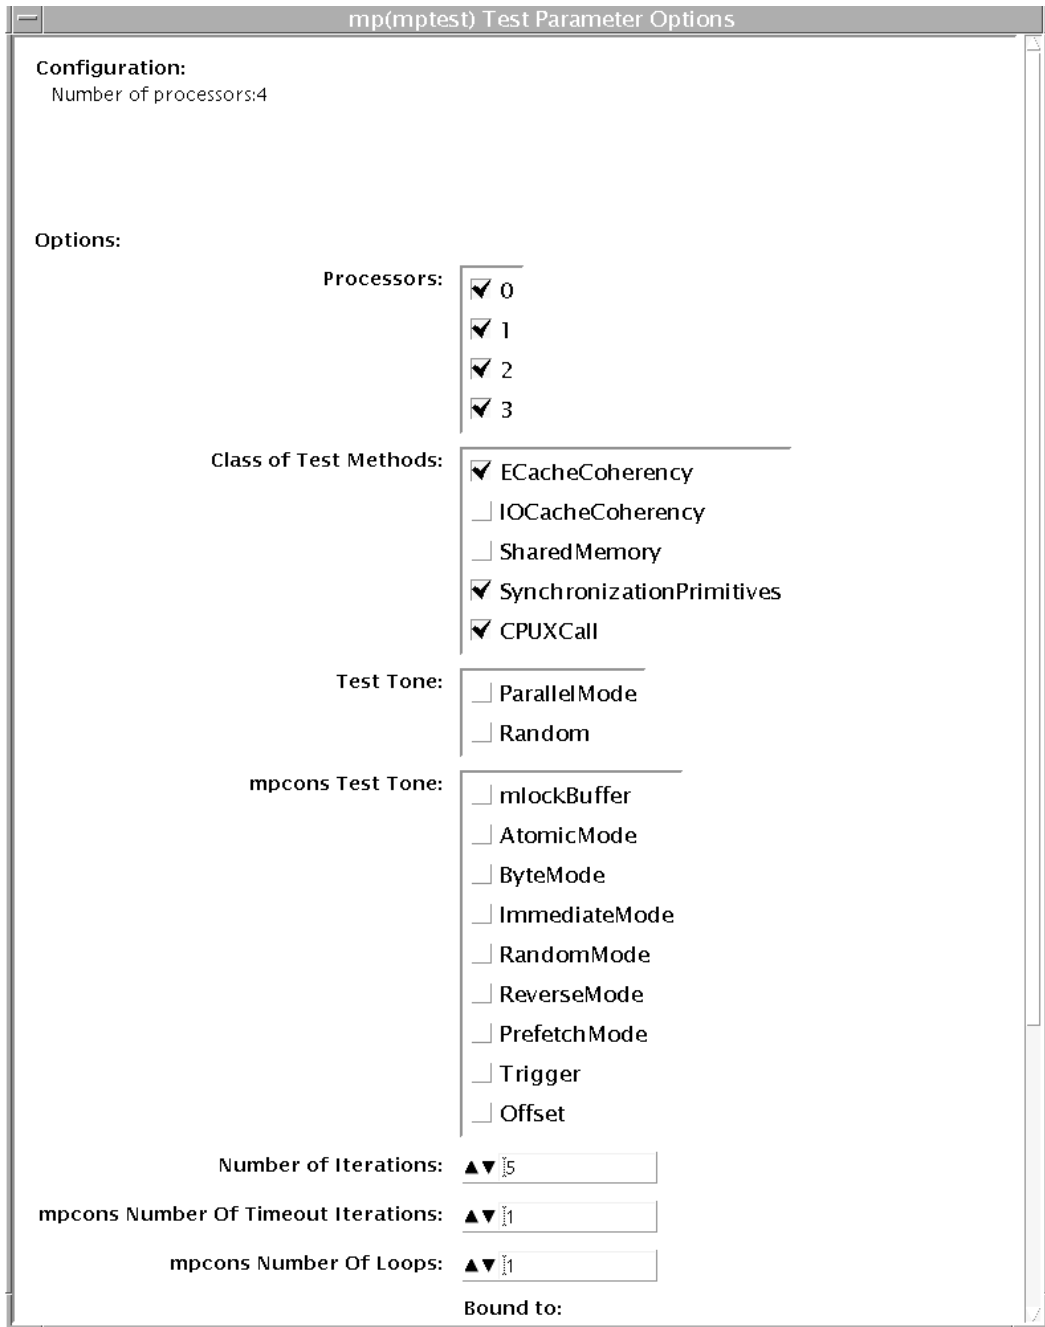 mp(mptest) Test Parameter Options
Configuration:
Number of processors:4
Options:
Processors:
0
1
2
3
Class of Test Methods:
ECacheCoherency
IOCacheCoherency
SharedMemory
SynchronizationPrimitives
CPUXCall
Test Tone:
ParallelMode
Random
mpcons Test Tone:
mlockBuffer
AtomicMode
ByteMode
ImmediateMode
RandomMode
ReverseMode
PrefetchMode
Trigger
Offset
Number of Iterations: 5
mpcons Number Of Timeout Iterations: 1
mpcons Number Of Loops: 1
Bound to: